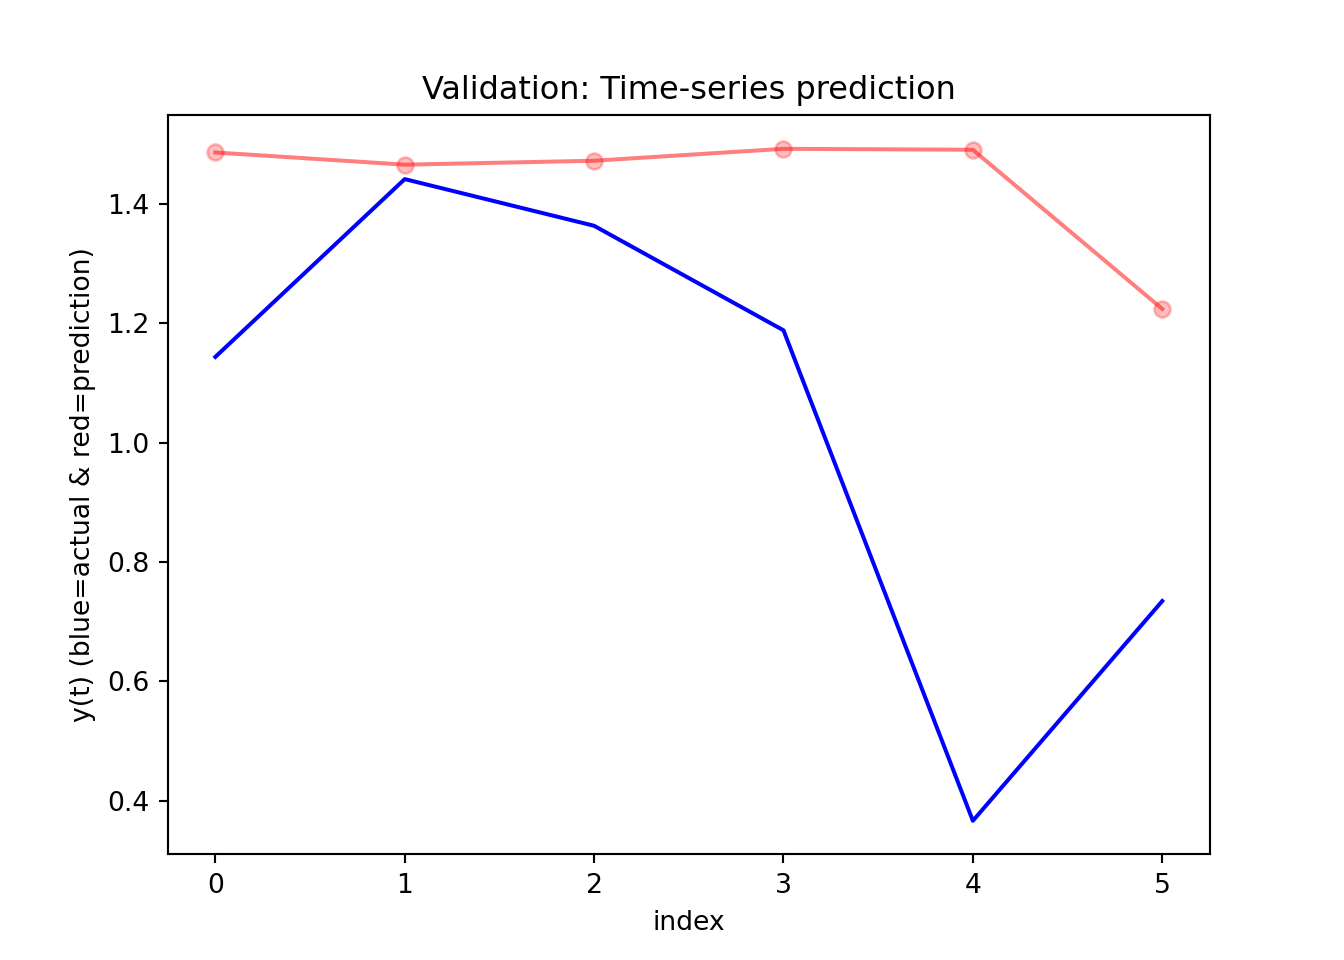 Validation: Time-series prediction
y(t) (blue=actual & red=prediction)
1.4
1.2
1.0
0.8
0.6
0.4
0 1 2 3 4 5
index